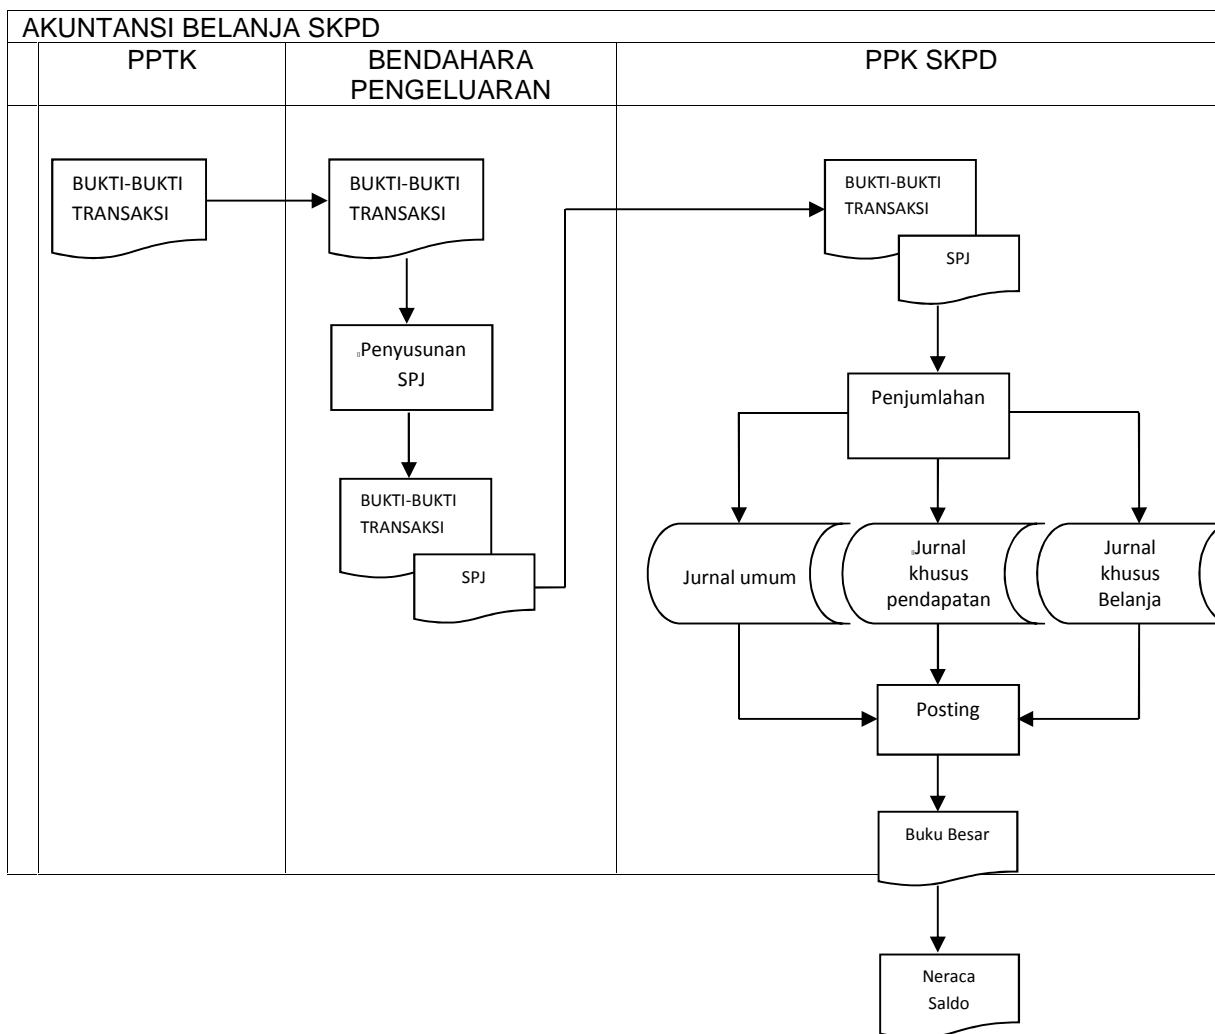 AKUNTANSI BELANJA SKPD
PPTK
BENDAHARA
PENGELUARAN
PPK SKPD
BUKTI-BUKTI
TRANSAKSI
BUKTI-BUKTI
TRANSAKSI
BUKTI-BUKTI
TRANSAKSI
SPJ
Penyusunan
SPJ
Penjumlahan
BUKTI-BUKTI
TRANSAKSI
SPJ
Jurnal umum
Jurnal
khusus
pendapatan
Jurnal
khusus
Belanja
Posting
Buku Besar
Neraca
Saldo